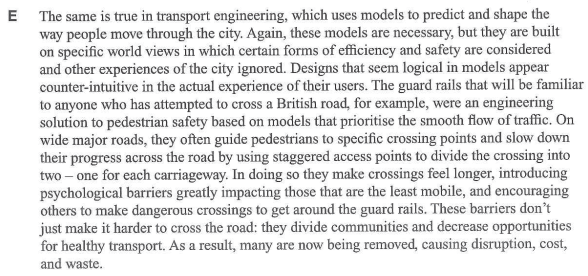 E The same is true in transport engineering, which uses models to predict and shape the
way people move through the city. Again, these models are necessary, but they are built
on specific world views in which certain forms of efficiency and safety are considered
and other experiences of the city ignored. Designs that seem logical in models appear
counter-intuitive in the actual experience of their users. The guard rails that will be familiar
to anyone who has attempted to cross a British road, for example, were an engineering
solution to pedestrian safety based on models that prioritise the smooth flow of traffic. On
wide major roads, they often guide pedestrians to specific crossing points and slow down
their progress across the road by using staggered access points to divide the crossing into
two – one for each carriageway. In doing so they make crossings feel longer, introducing
psychological barriers greatly impacting those that are the least mobile, and encouraging
others to make dangerous crossings to get around the guard rails. These barriers don't
just make it harder to cross the road: they divide communities and decrease opportunities
for healthy transport. As a result, many are now being removed, causing disruption, cost,
and waste.